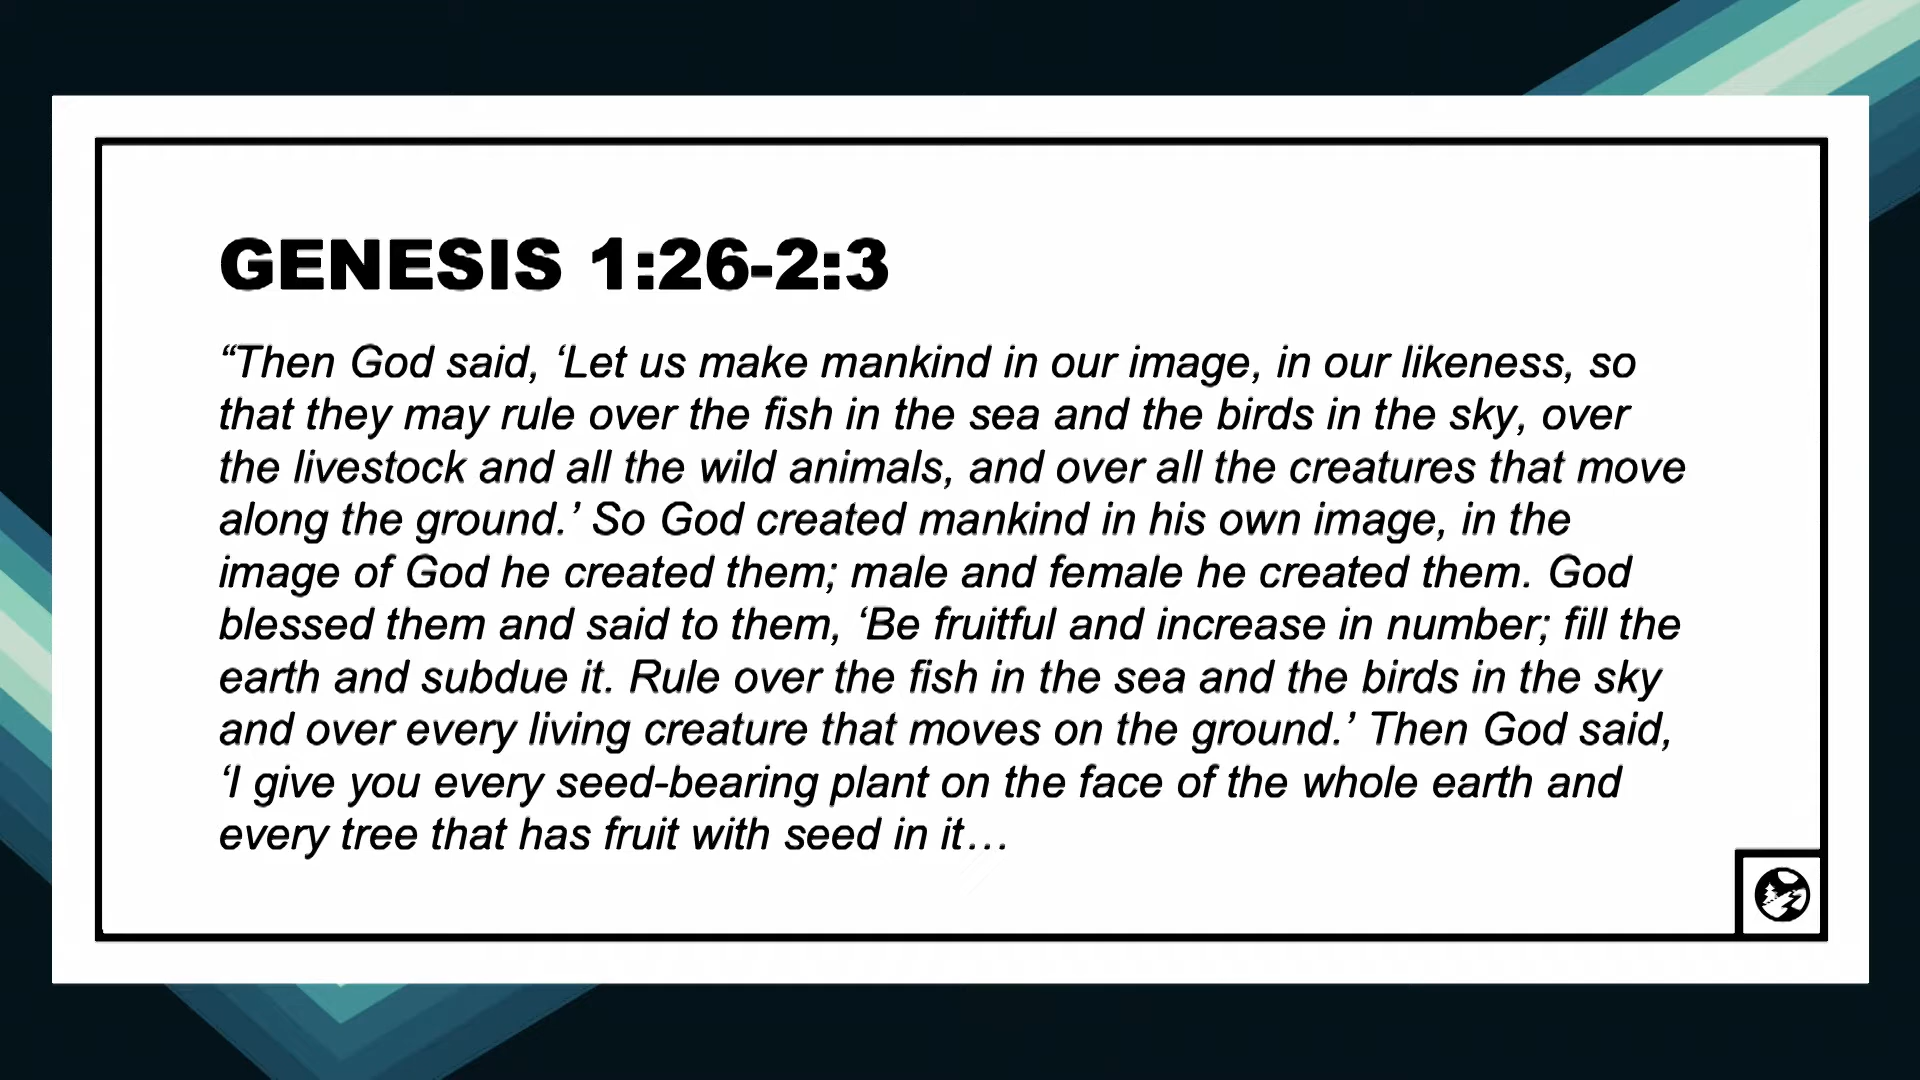 GENESIS 1:26-2:3
“Then God said, ‘Let us make mankind in our image, in our likeness, so
that they may rule over the fish in the sea and the birds in the sky, over
the livestock and all the wild animals, and over all the creatures that move
along the ground.’ So God created mankind in his own image, in the
image of God he created them; male and female he created them. God
blessed them and said to them, ‘Be fruitful and increase in number; fill the
earth and subdue it. Rule over the fish in the sea and the birds in the sky
and over every living creature that moves on the ground.’ Then God said,
‘I give you every seed-bearing plant on the face of the whole earth and
every tree that has fruit with seed in it…